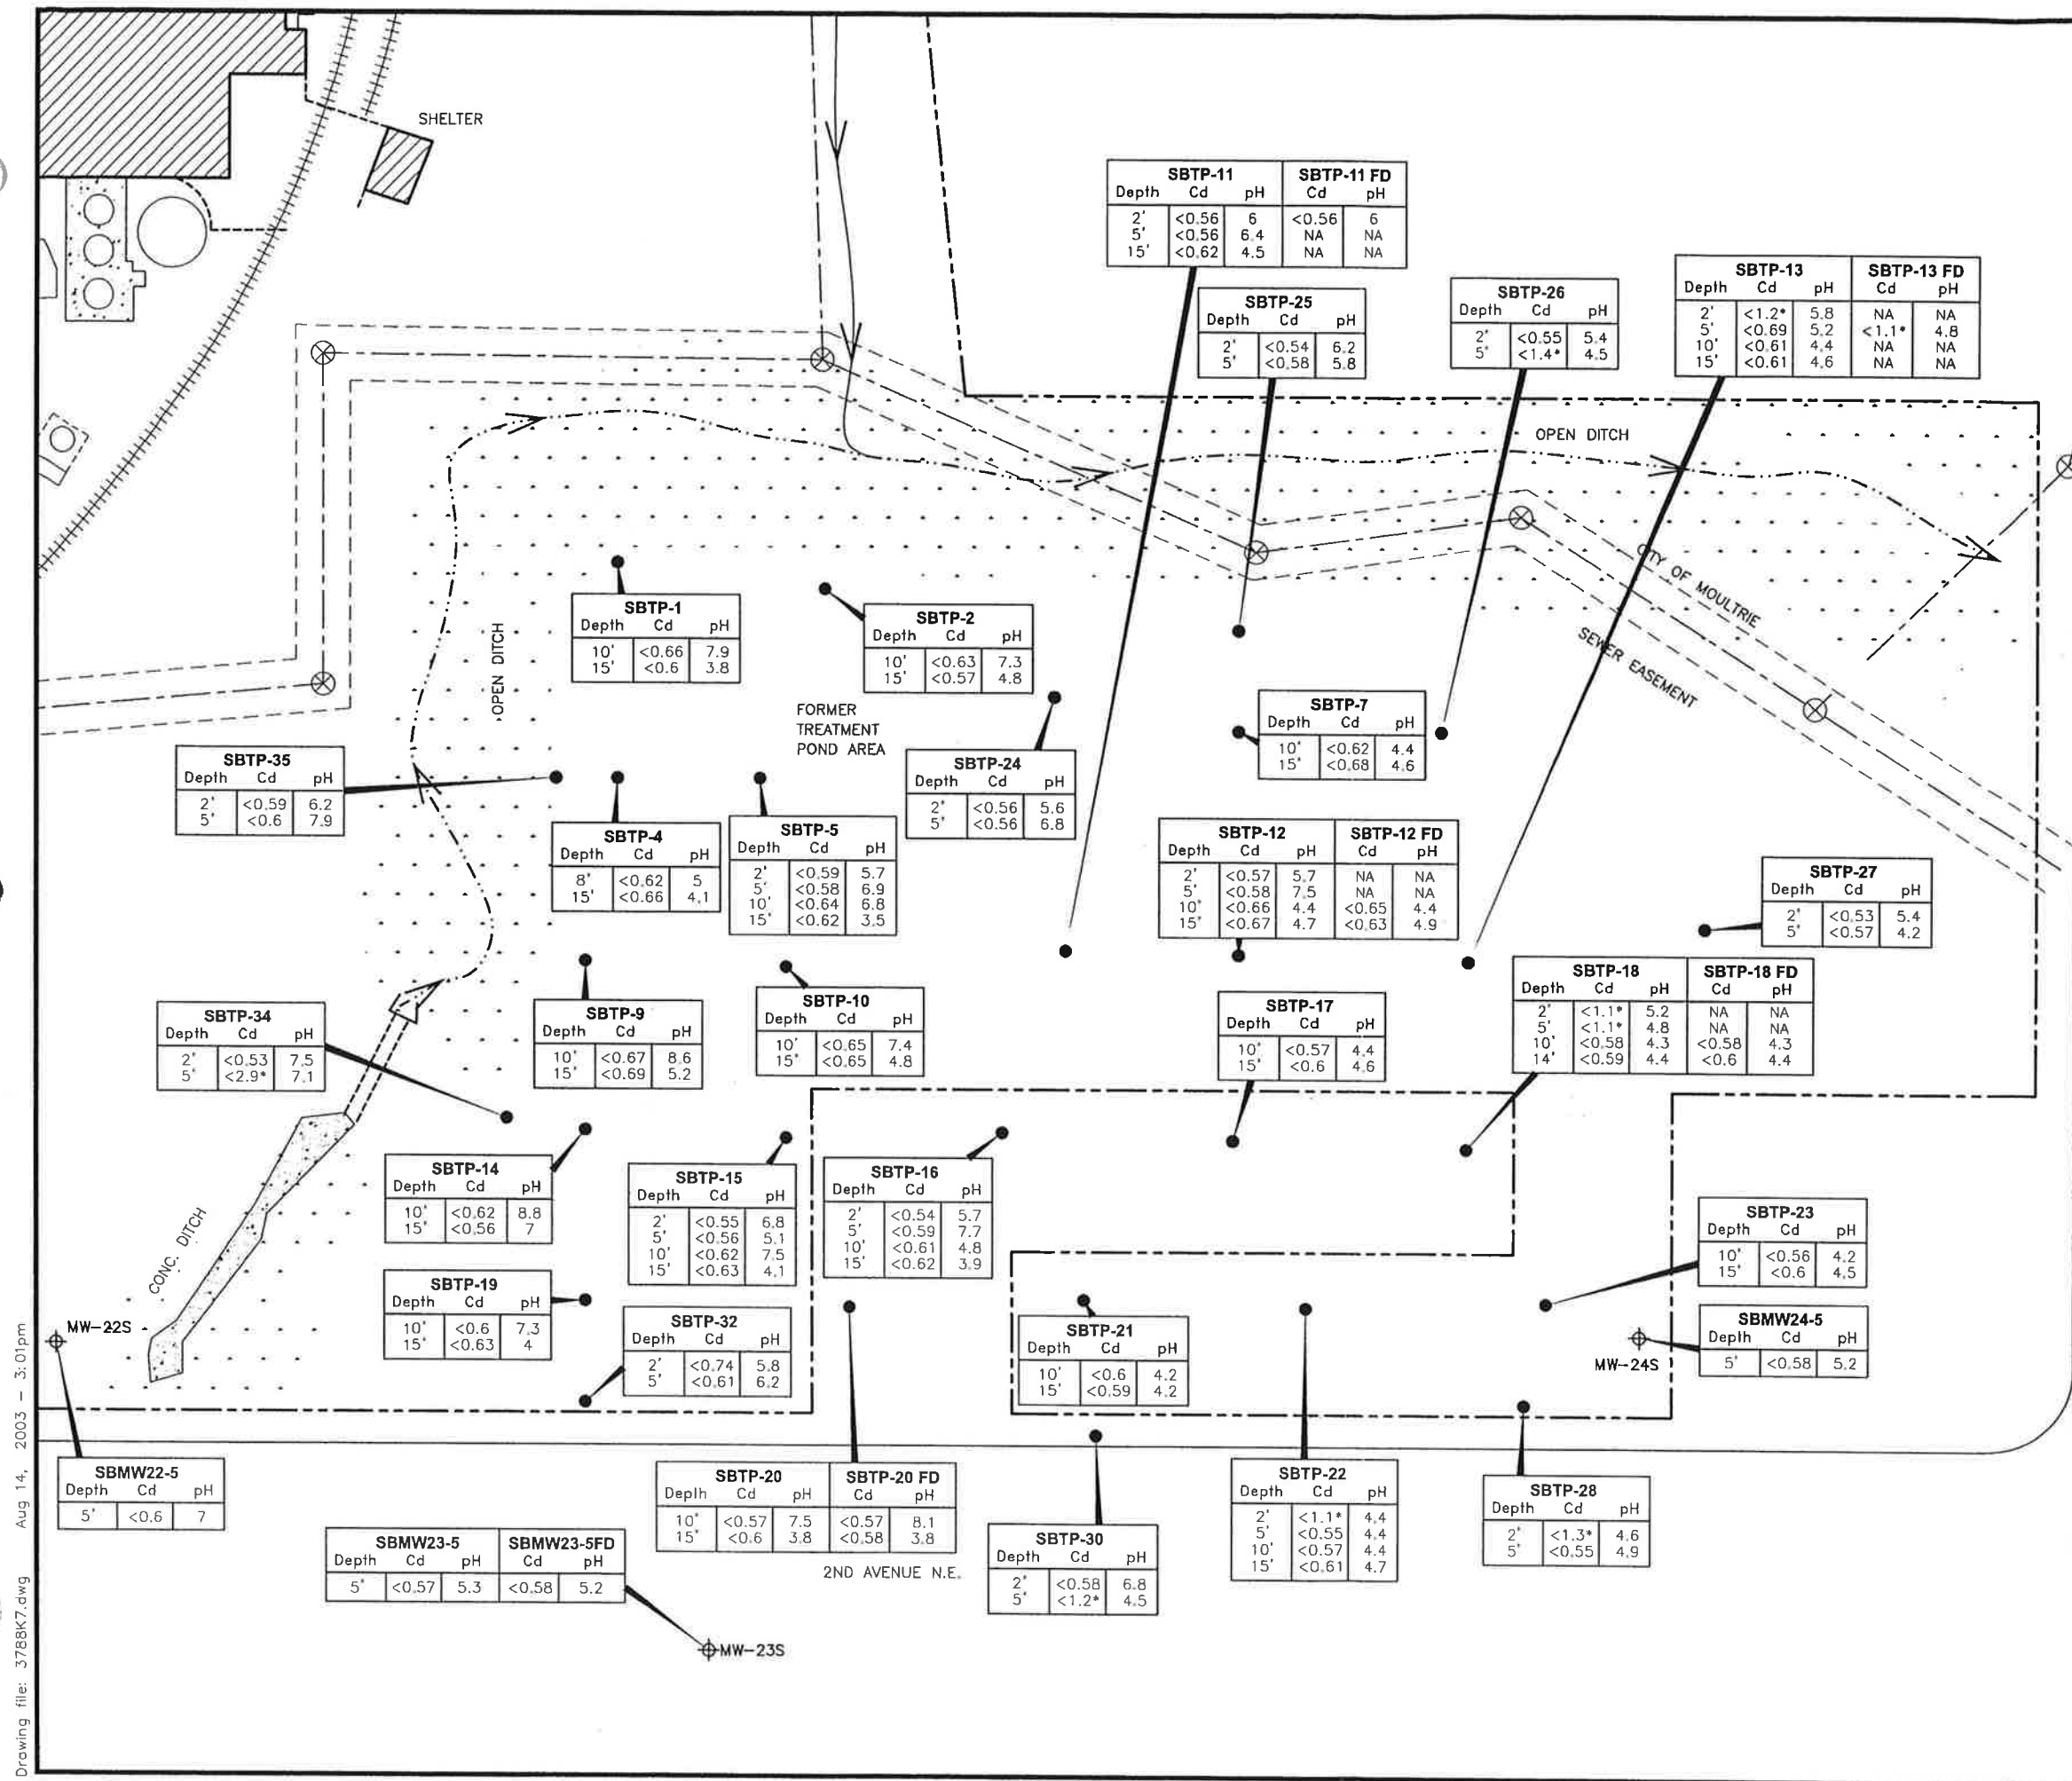 SHELTER
SBTP-11 SBTP-11 FD
Depth Cd pH Cd pH
2' <0.56 6 <0.56 6
5' <0.56 6.4 NA NA
15' <0.62 4.5 NA NA
SBTP-25
Depth Cd pH
2' <0.54 6.2
5' <0.58 5.8
SBTP-26
Depth Cd pH
2' <0.55 5.4
5' <1.4* 4.5
SBTP-13 SBTP-13 FD
Depth Cd pH Cd pH
2' <1.2* 5.8 NA NA
5' <0.69 5.2 <1.1* 4.8
10' <0.61 4.4 NA NA
15' <0.61 4.6 NA NA
OPEN DITCH
CITY OF MOULTRIE
SEWER EASEMENT
OPEN DITCH
SBTP-1
Depth Cd pH
10' <0.66 7.9
15' <0.6 3.8
SBTP-2
Depth Cd pH
10' <0.63 7.3
15' <0.57 4.8
FORMER
TREATMENT
POND AREA
SBTP-7
Depth Cd pH
10' <0.62 4.4
15' <0.68 4.6
SBTP-35
Depth Cd pH
2' <0.59 6.2
5' <0.6 7.9
SBTP-24
Depth Cd pH
2' <0.56 5.6
5' <0.56 6.8
SBTP-4
Depth Cd pH
8' <0.62 5
15' <0.66 4.1
SBTP-5
Depth Cd pH
2' <0.59 5.7
5' <0.58 6.9
10' <0.64 6.8
15' <0.62 3.5
SBTP-12 SBTP-12 FD
Depth Cd pH Cd pH
2' <0.57 5.7 NA NA
5' <0.58 7.5 NA NA
10' <0.66 4.4 <0.65 4.4
15' <0.67 4.7 <0.63 4.9
SBTP-27
Depth Cd pH
2' <0.53 5.4
5' <0.57 4.2
SBTP-34
Depth Cd pH
2' <0.53 7.5
5' <2.9* 7.1
SBTP-9
Depth Cd pH
10' <0.67 8.6
15' <0.69 5.2
SBTP-10
Depth Cd pH
10' <0.65 7.4
15' <0.65 4.8
SBTP-17
Depth Cd pH
10' <0.57 4.4
15' <0.6 4.6
SBTP-18 SBTP-18 FD
Depth Cd pH Cd pH
2' <1.1* 5.2 NA NA
5' <1.1* 4.8 NA NA
10' <0.58 4.3 <0.58 4.3
14' <0.59 4.4 <0.6 4.4
SBTP-14
Depth Cd pH
10' <0.62 8.8
15' <0.56 7
SBTP-15
Depth Cd pH
2' <0.55 6.8
5' <0.56 5.1
10' <0.62 7.5
15' <0.63 4.1
SBTP-16
Depth Cd pH
2' <0.54 5.7
5' <0.59 7.7
10' <0.61 4.8
15' <0.62 3.9
CONC. DITCH
SBTP-23
Depth Cd pH
10' <0.56 4.2
15' <0.6 4.5
SBTP-19
Depth Cd pH
10' <0.6 7.3
15' <0.63 4
SBTP-32
Depth Cd pH
2' <0.74 5.8
5' <0.61 6.2
SBTP-21
Depth Cd pH
10' <0.6 4.2
15' <0.59 4.2
MW-24S
SBMW24-5
Depth Cd pH
5' <0.58 5.2
MW-22S
SBMW22-5
Depth Cd pH
5' <0.6 7
SBTP-20 SBTP-20 FD
Depth Cd pH Cd pH
10' <0.57 7.5 <0.57 8.1
15' <0.6 3.8 <0.58 3.8
2ND AVENUE N.E.
SBTP-22
Depth Cd pH
2' <1.1* 4.4
5' <0.55 4.4
10' <0.57 4.4
15' <0.61 4.7
SBTP-28
Depth Cd pH
2' <1.3* 4.6
5' <0.55 4.9
SBMW23-5 SBMW23-5FD
Depth Cd pH Cd pH
5' <0.57 5.3 <0.58 5.2
SBTP-30
Depth Cd pH
2' <0.58 6.8
5' <1.2* 4.5
MW-23S
Drawing file: 3788K7.dwg Aug 14, 2003 - 3:01pm